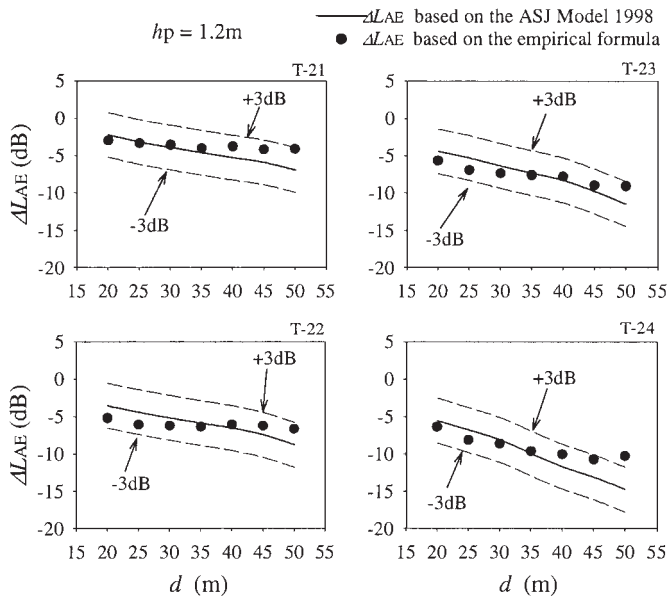 hp = 1.2m
ΔLAE based on the ASJ Model 1998
ΔLAE based on the empirical formula
T-21
ΔLAE (dB)
5
0
-5
-10
-15
-20
+3dB
-3dB
15 20 25 30 35 40 45 50 55
T-23
5
0
-5
-10
-15
-20
+3dB
-3dB
15 20 25 30 35 40 45 50 55
T-22
ΔLAE (dB)
5
0
-5
-10
-15
-20
+3dB
-3dB
15 20 25 30 35 40 45 50 55
d (m)
T-24
5
0
-5
-10
-15
-20
+3dB
-3dB
15 20 25 30 35 40 45 50 55
d (m)